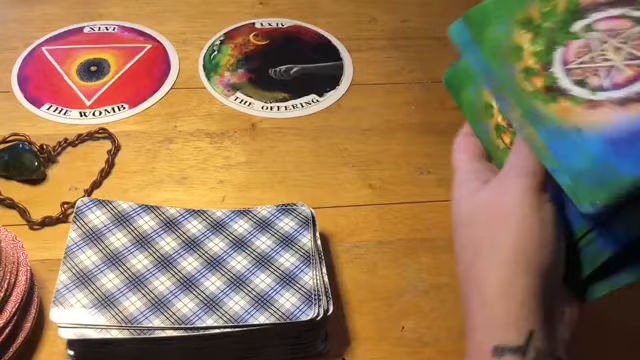 XLVI
THE WOMB
LXIV
THE OFFERING